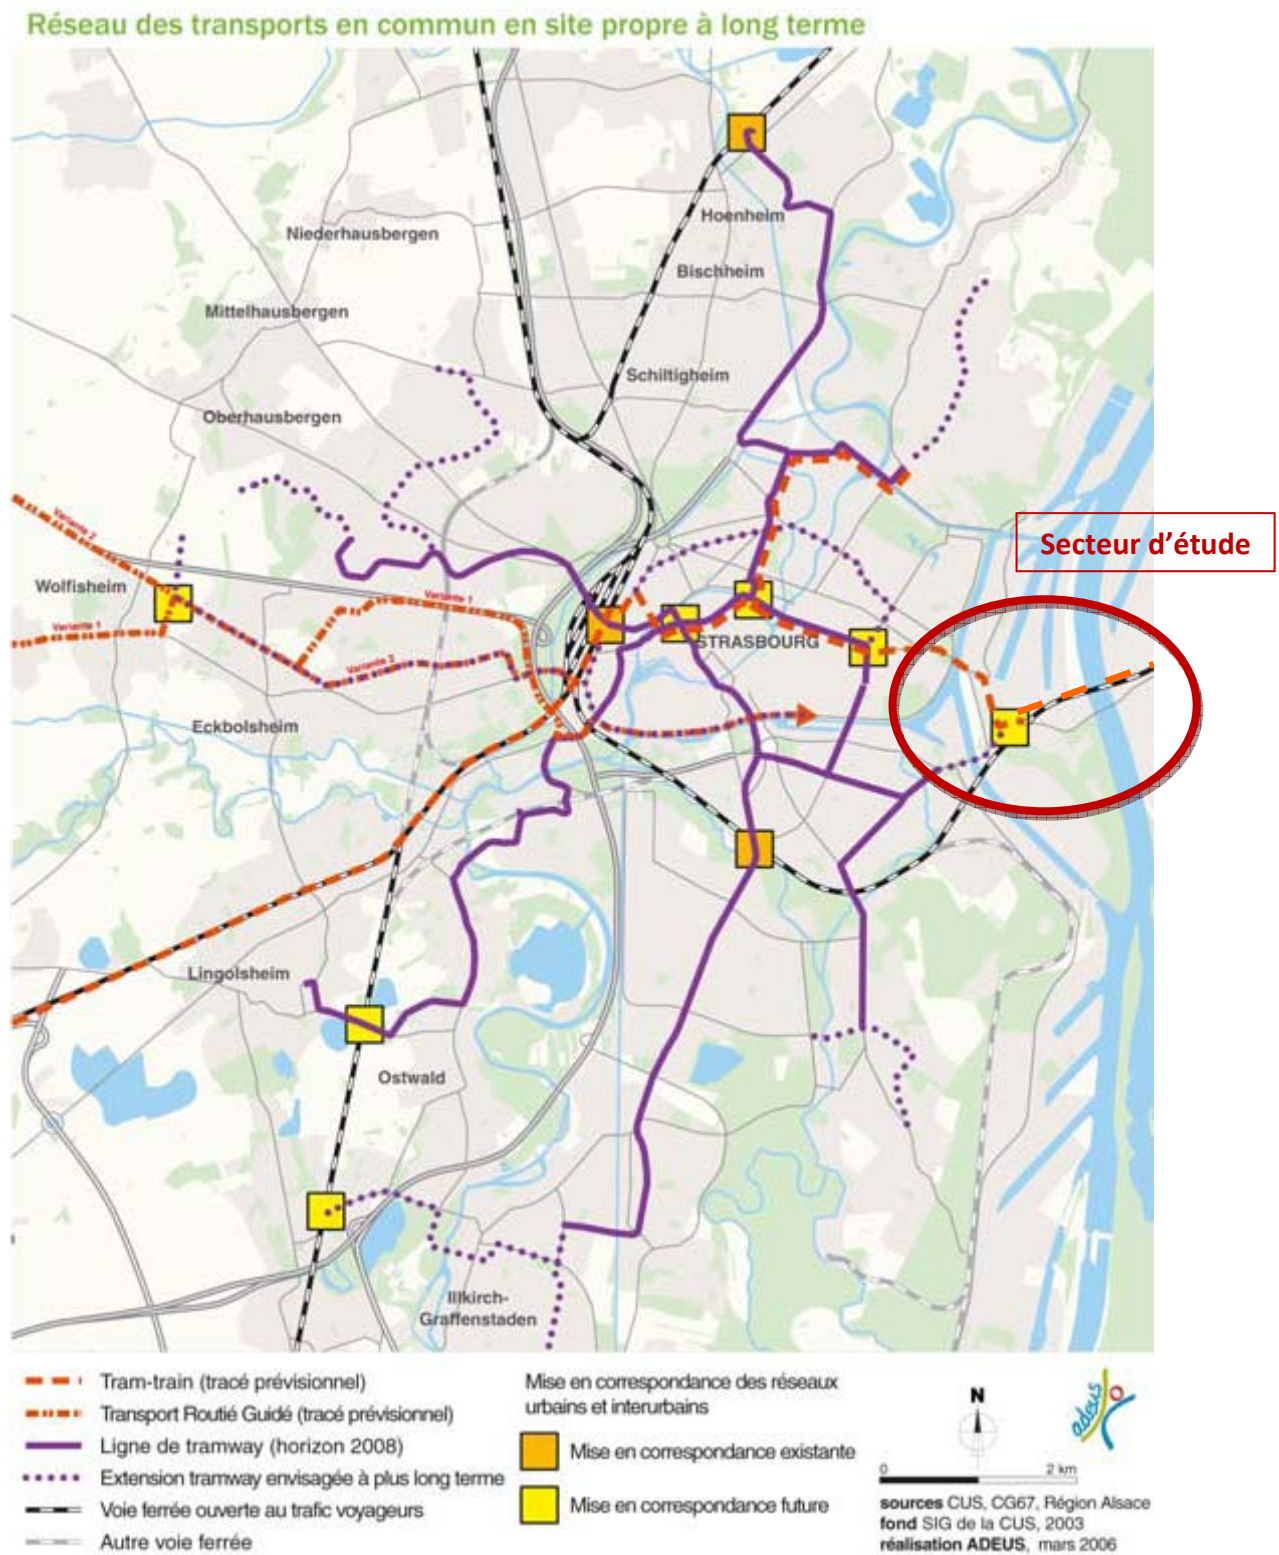 Réseau des transports en commun en site propre à long terme
Hoenheim
Niederhausbergen
Bischheim
Mittelhausbergen
Schiltigheim
Oberhausbergen
Variante 2
Secteur d'étude
Wolfisheim
Variante 1
Variante 1
STRASBOURG
Variante 2
Eckbolsheim
Lingolsheim
Ostwald
Illkirch-
Graffenstaden
Tram-train (tracé prévisionnel)
Transport Routié Guidé (tracé prévisionnel)
Ligne de tramway (horizon 2008)
Extension tramway envisagée à plus long terme
Voie ferrée ouverte au trafic voyageurs
Autre voie ferrée
Mise en correspondance des réseaux
urbains et interurbains
Mise en correspondance existante
Mise en correspondance future
N
adeus
0 2 km
sources CUS, CG67, Région Alsace
fond SIG de la CUS, 2003
réalisation ADEUS, mars 2006